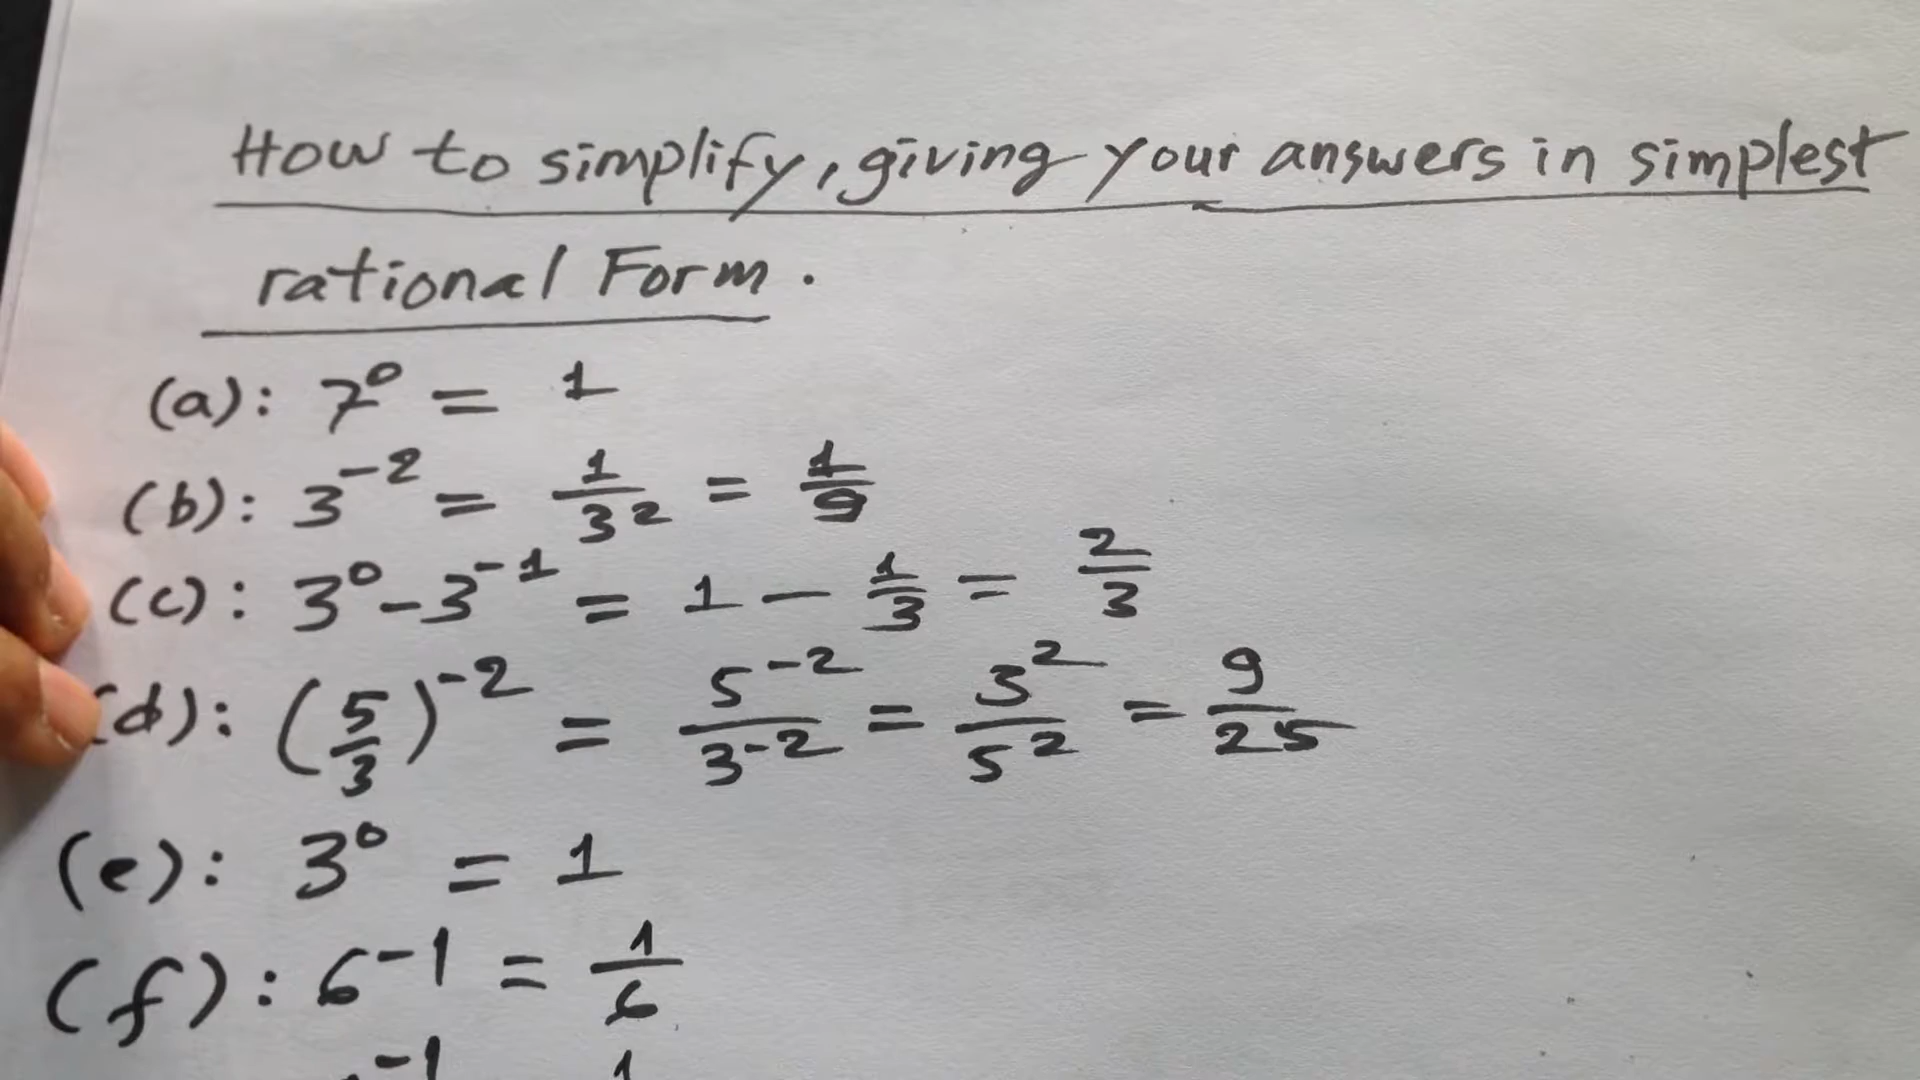 How to simplify, giving your answers in simplest
rational Form.
(a): 7⁰ = 1
(b): 3⁻² = 1/3² = 1/9
(c): 3⁰ - 3⁻¹ = 1 - 1/3 = 2/3
(d): (5/3)⁻² = 5⁻²/3⁻² = 3²/5² = 9/25
(e): 3⁰ = 1
(f): 6⁻¹ = 1/6